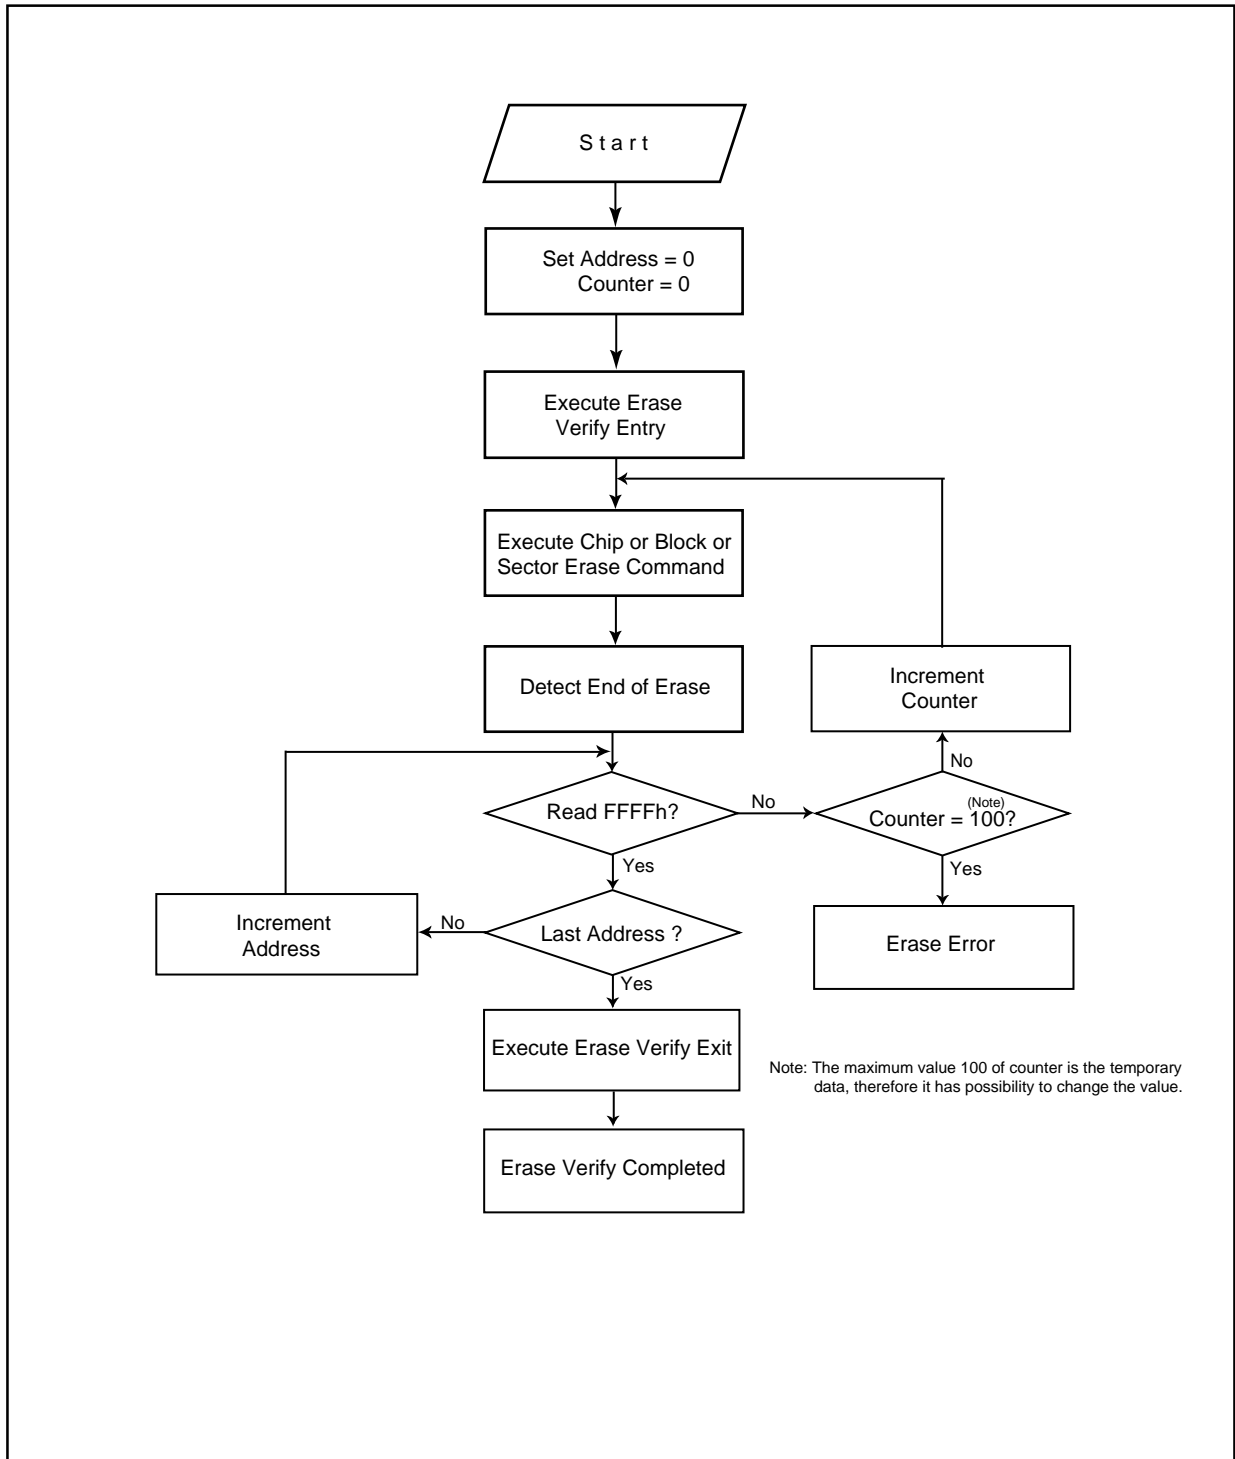 Start
Set Address = 0
Counter = 0
Execute Erase
Verify Entry
Execute Chip or Block or
Sector Erase Command
Detect End of Erase
Increment
Counter
No
Read FFFFh?
No
(Note)
Counter = 100?
Yes
Yes
Increment
Address
No
Last Address ?
Erase Error
Yes
Execute Erase Verify Exit
Note: The maximum value 100 of counter is the temporary
data, therefore it has possibility to change the value.
Erase Verify Completed